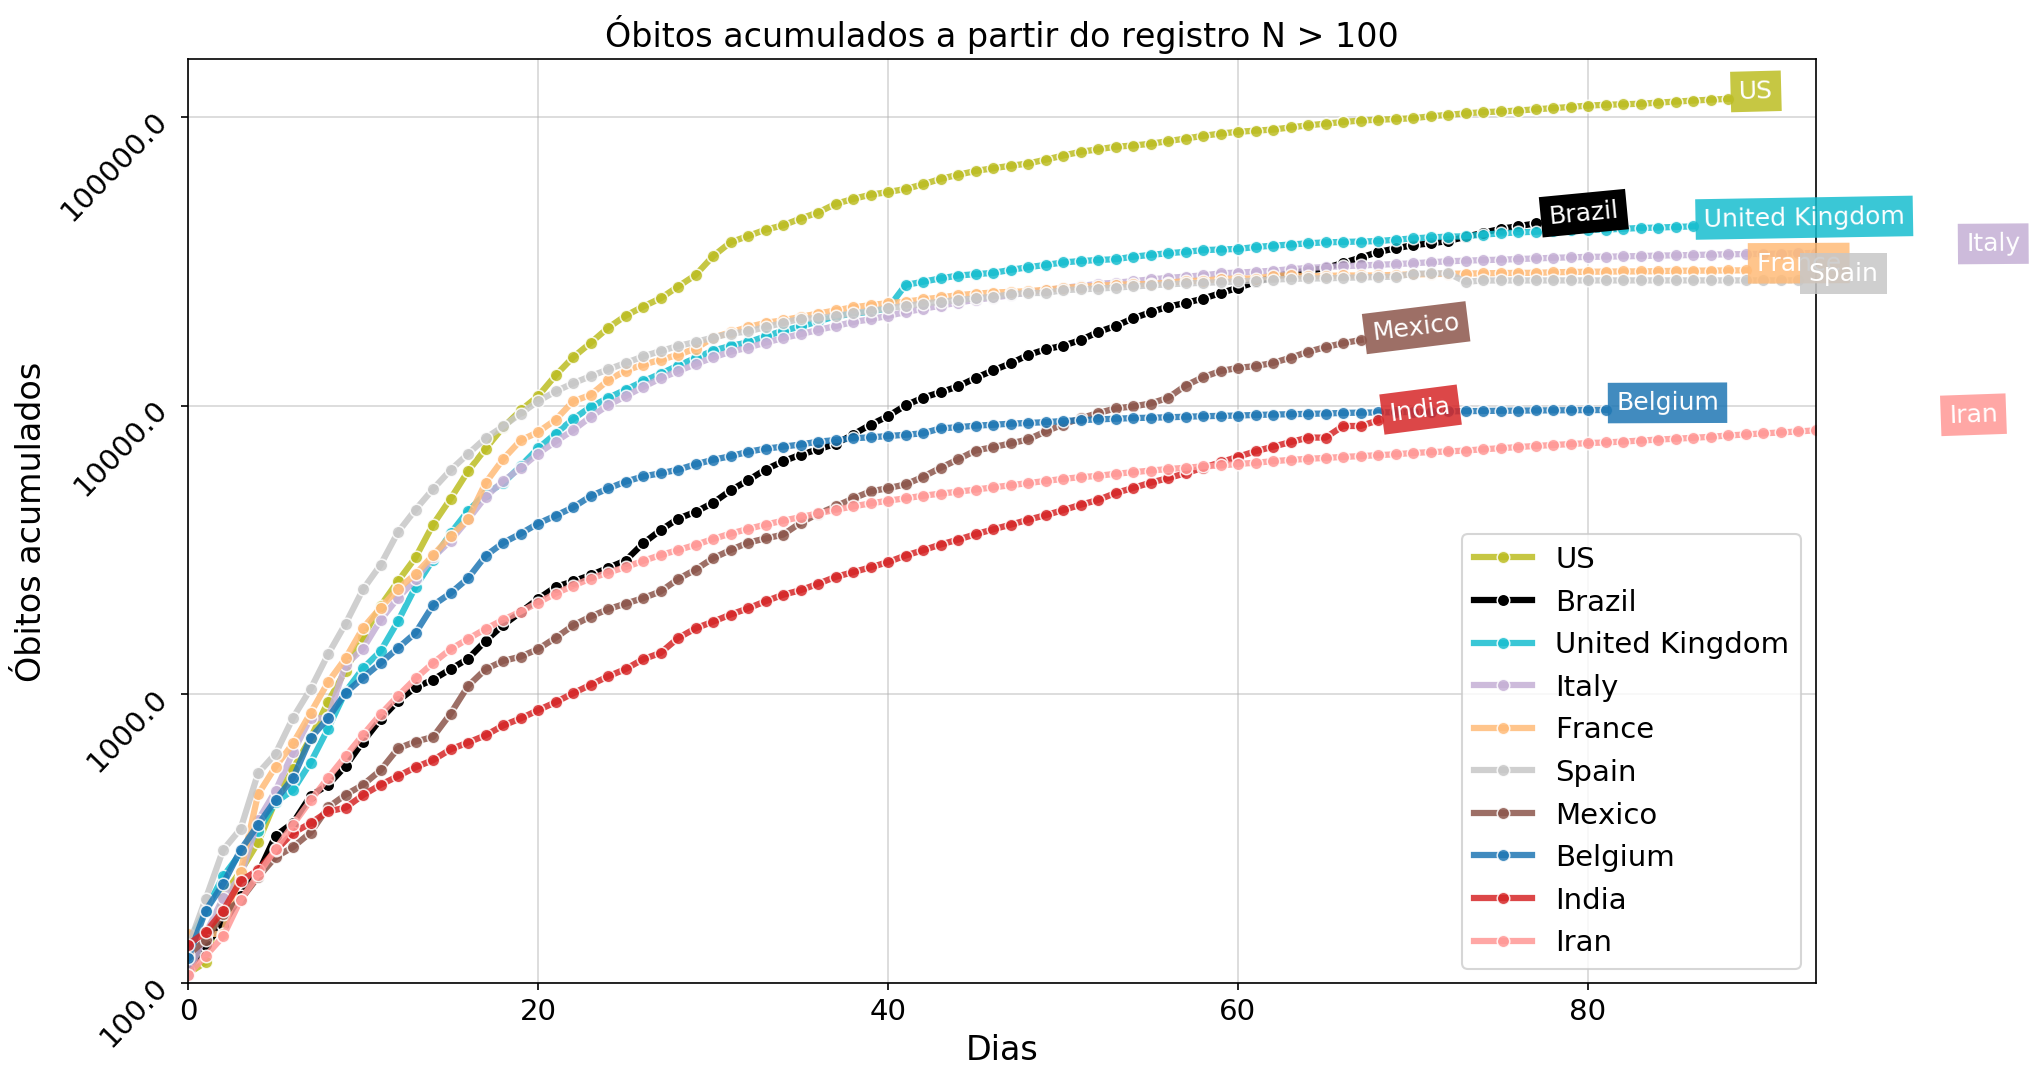 Óbitos acumulados a partir do registro N > 100
Óbitos acumulados
100000.0
10000.0
1000.0
100.0
0
20
40
60
80
Dias
US
Brazil
United Kingdom
Italy
France
Spain
Mexico
India
Belgium
Iran
US
Brazil
United Kingdom
Italy
France
Spain
Mexico
Belgium
India
Iran